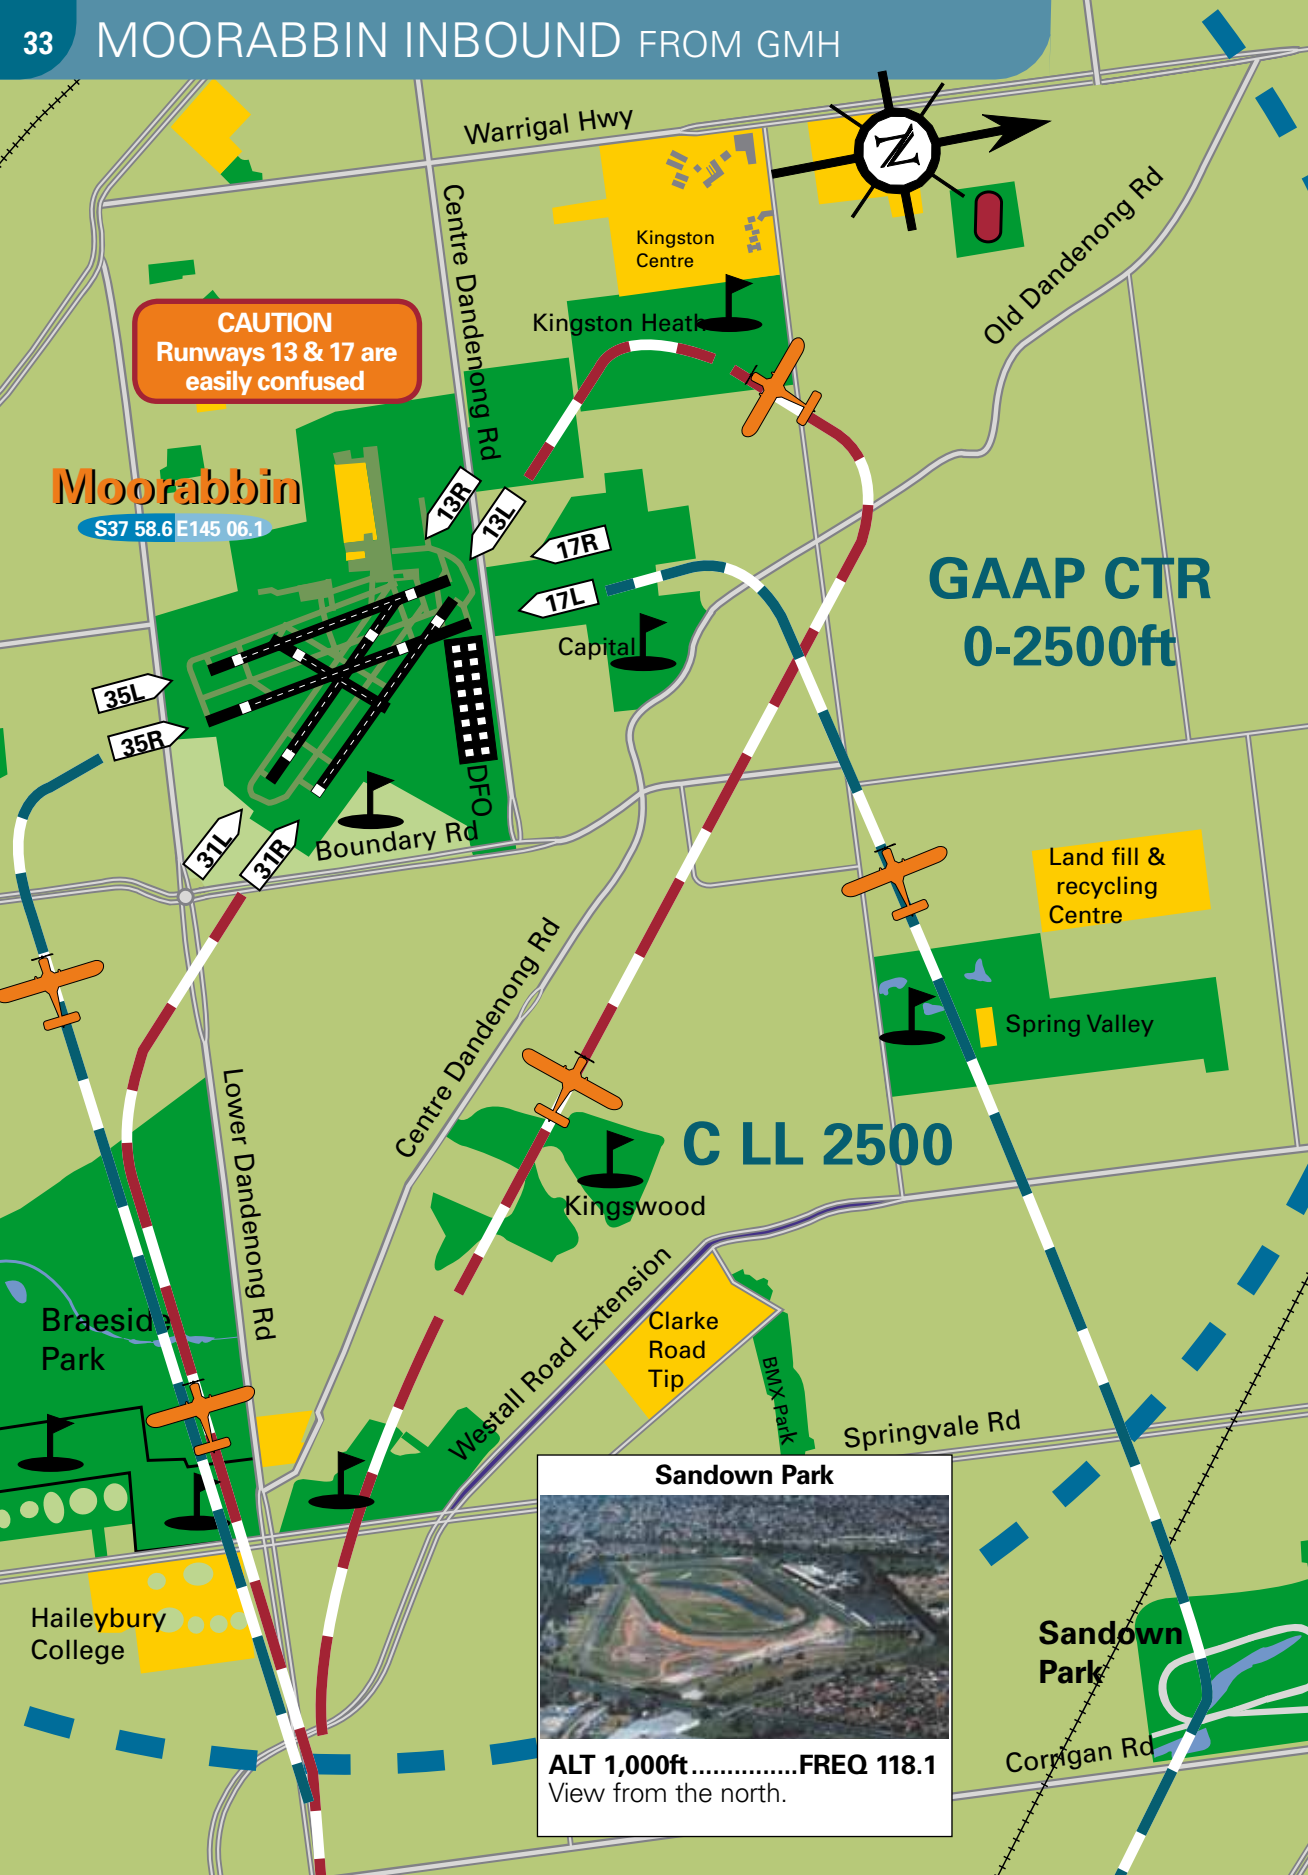 33
MOORABBIN INBOUND FROM GMH
Warrigal Hwy
N
Centre Dandenong Rd
Kingston
Centre
Old Dandenong Rd
CAUTION
Runways 13 & 17 are
easily confused
Kingston Heath
Moorabbin
S37 58.6 E145 06.1
13R
13L
17R
17L
GAAP CTR
0-2500ft
Capital
35L
35R
DFO
31L
31R
Boundary Rd
Land fill &
recycling
Centre
Centre Dandenong Rd
Spring Valley
Lower Dandenong Rd
C LL 2500
Kingswood
Braeside
Park
Westall Road Extension
Clarke
Road
Tip
BMX Park
Springvale Rd
Sandown Park
Haileybury
College
Sandown
Park
Corrigan Rd
ALT 1,000ft...............FREQ 118.1
View from the north.